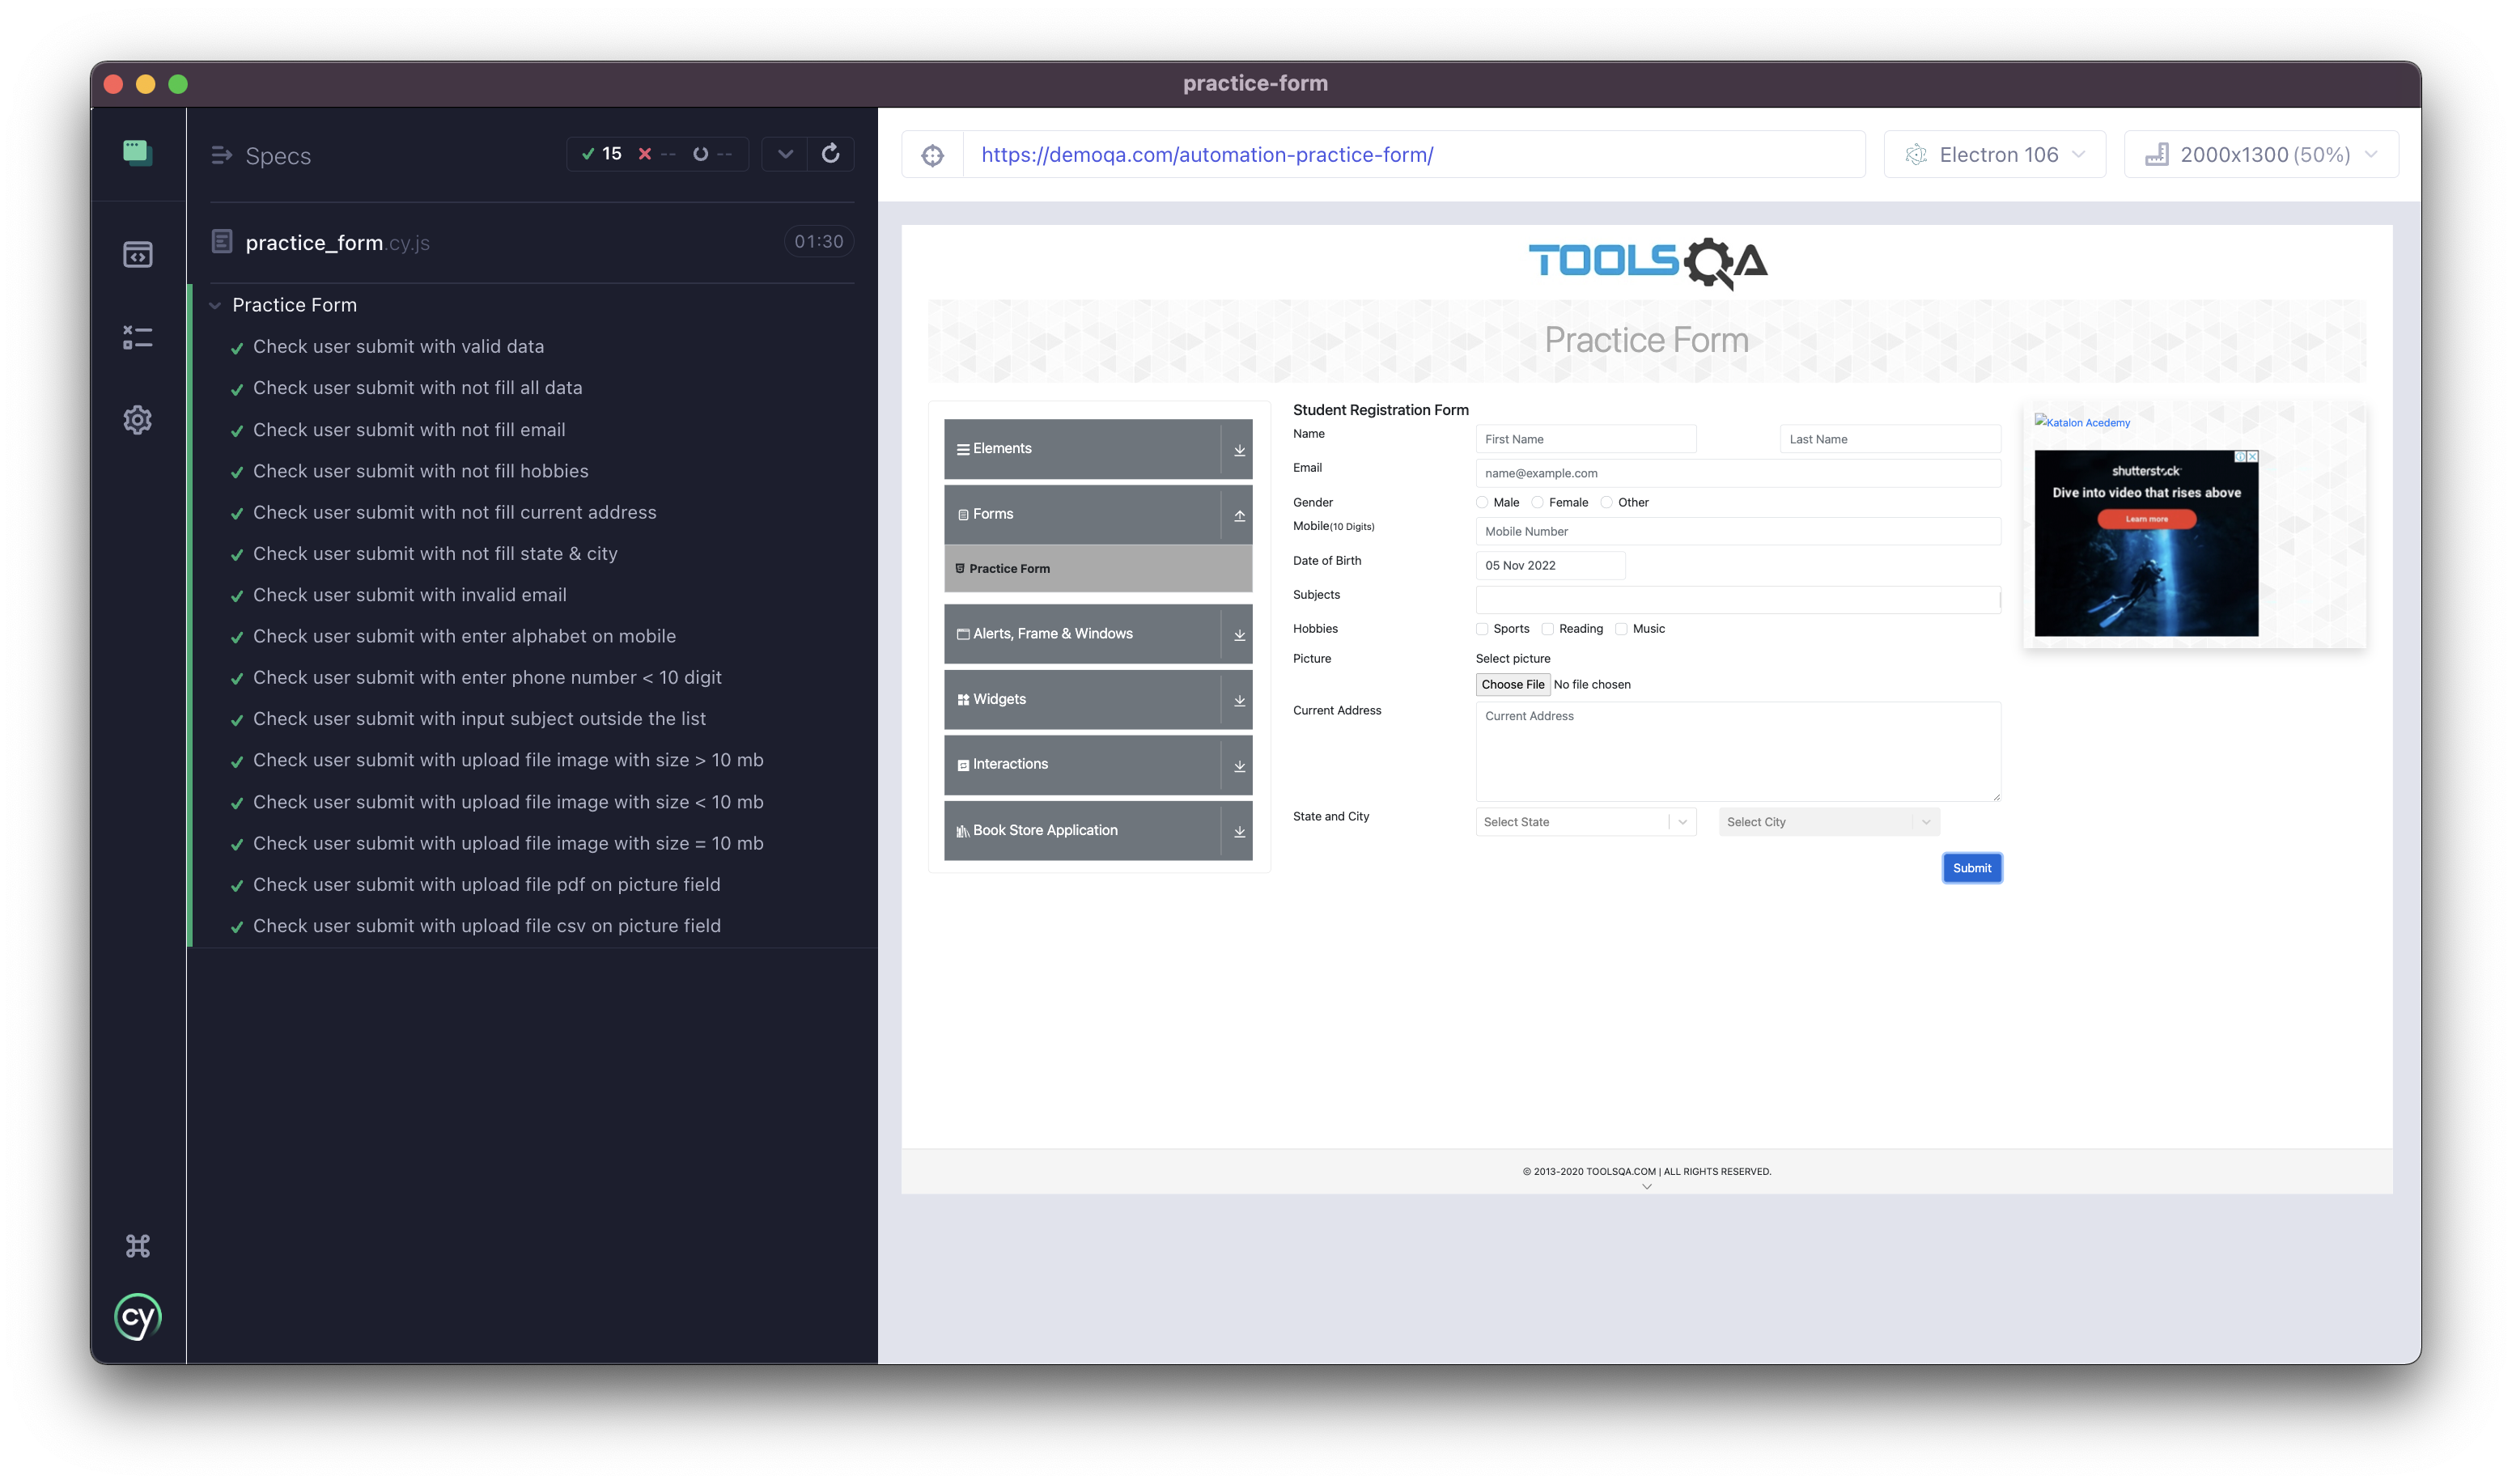 practice-form
Specs
15 -- --
https://demoqa.com/automation-practice-form/
Electron 106
2000x1300 (50%)
practice_form.cy.js
01:30
Practice Form
Check user submit with valid data
Check user submit with not fill all data
Check user submit with not fill email
Check user submit with not fill hobbies
Check user submit with not fill current address
Check user submit with not fill state & city
Check user submit with invalid email
Check user submit with enter alphabet on mobile
Check user submit with enter phone number < 10 digit
Check user submit with input subject outside the list
Check user submit with upload file image with size > 10 mb
Check user submit with upload file image with size < 10 mb
Check user submit with upload file image with size = 10 mb
Check user submit with upload file pdf on picture field
Check user submit with upload file csv on picture field
cy
TOOLSQA
Practice Form
Elements
Forms
Practice Form
Alerts, Frame & Windows
Widgets
Interactions
Book Store Application
Student Registration Form
Name
First Name
Last Name
Email
name@example.com
Gender
Male Female Other
Mobile(10 Digits)
Mobile Number
Date of Birth
05 Nov 2022
Subjects
Hobbies
Sports Reading Music
Picture
Select picture
Choose File No file chosen
Current Address
Current Address
State and City
Select State
Select City
Submit
Katalon Acedemy
shutterstock
Dive into video that rises above
Learn more
© 2013-2020 TOOLSQA.COM | ALL RIGHTS RESERVED.